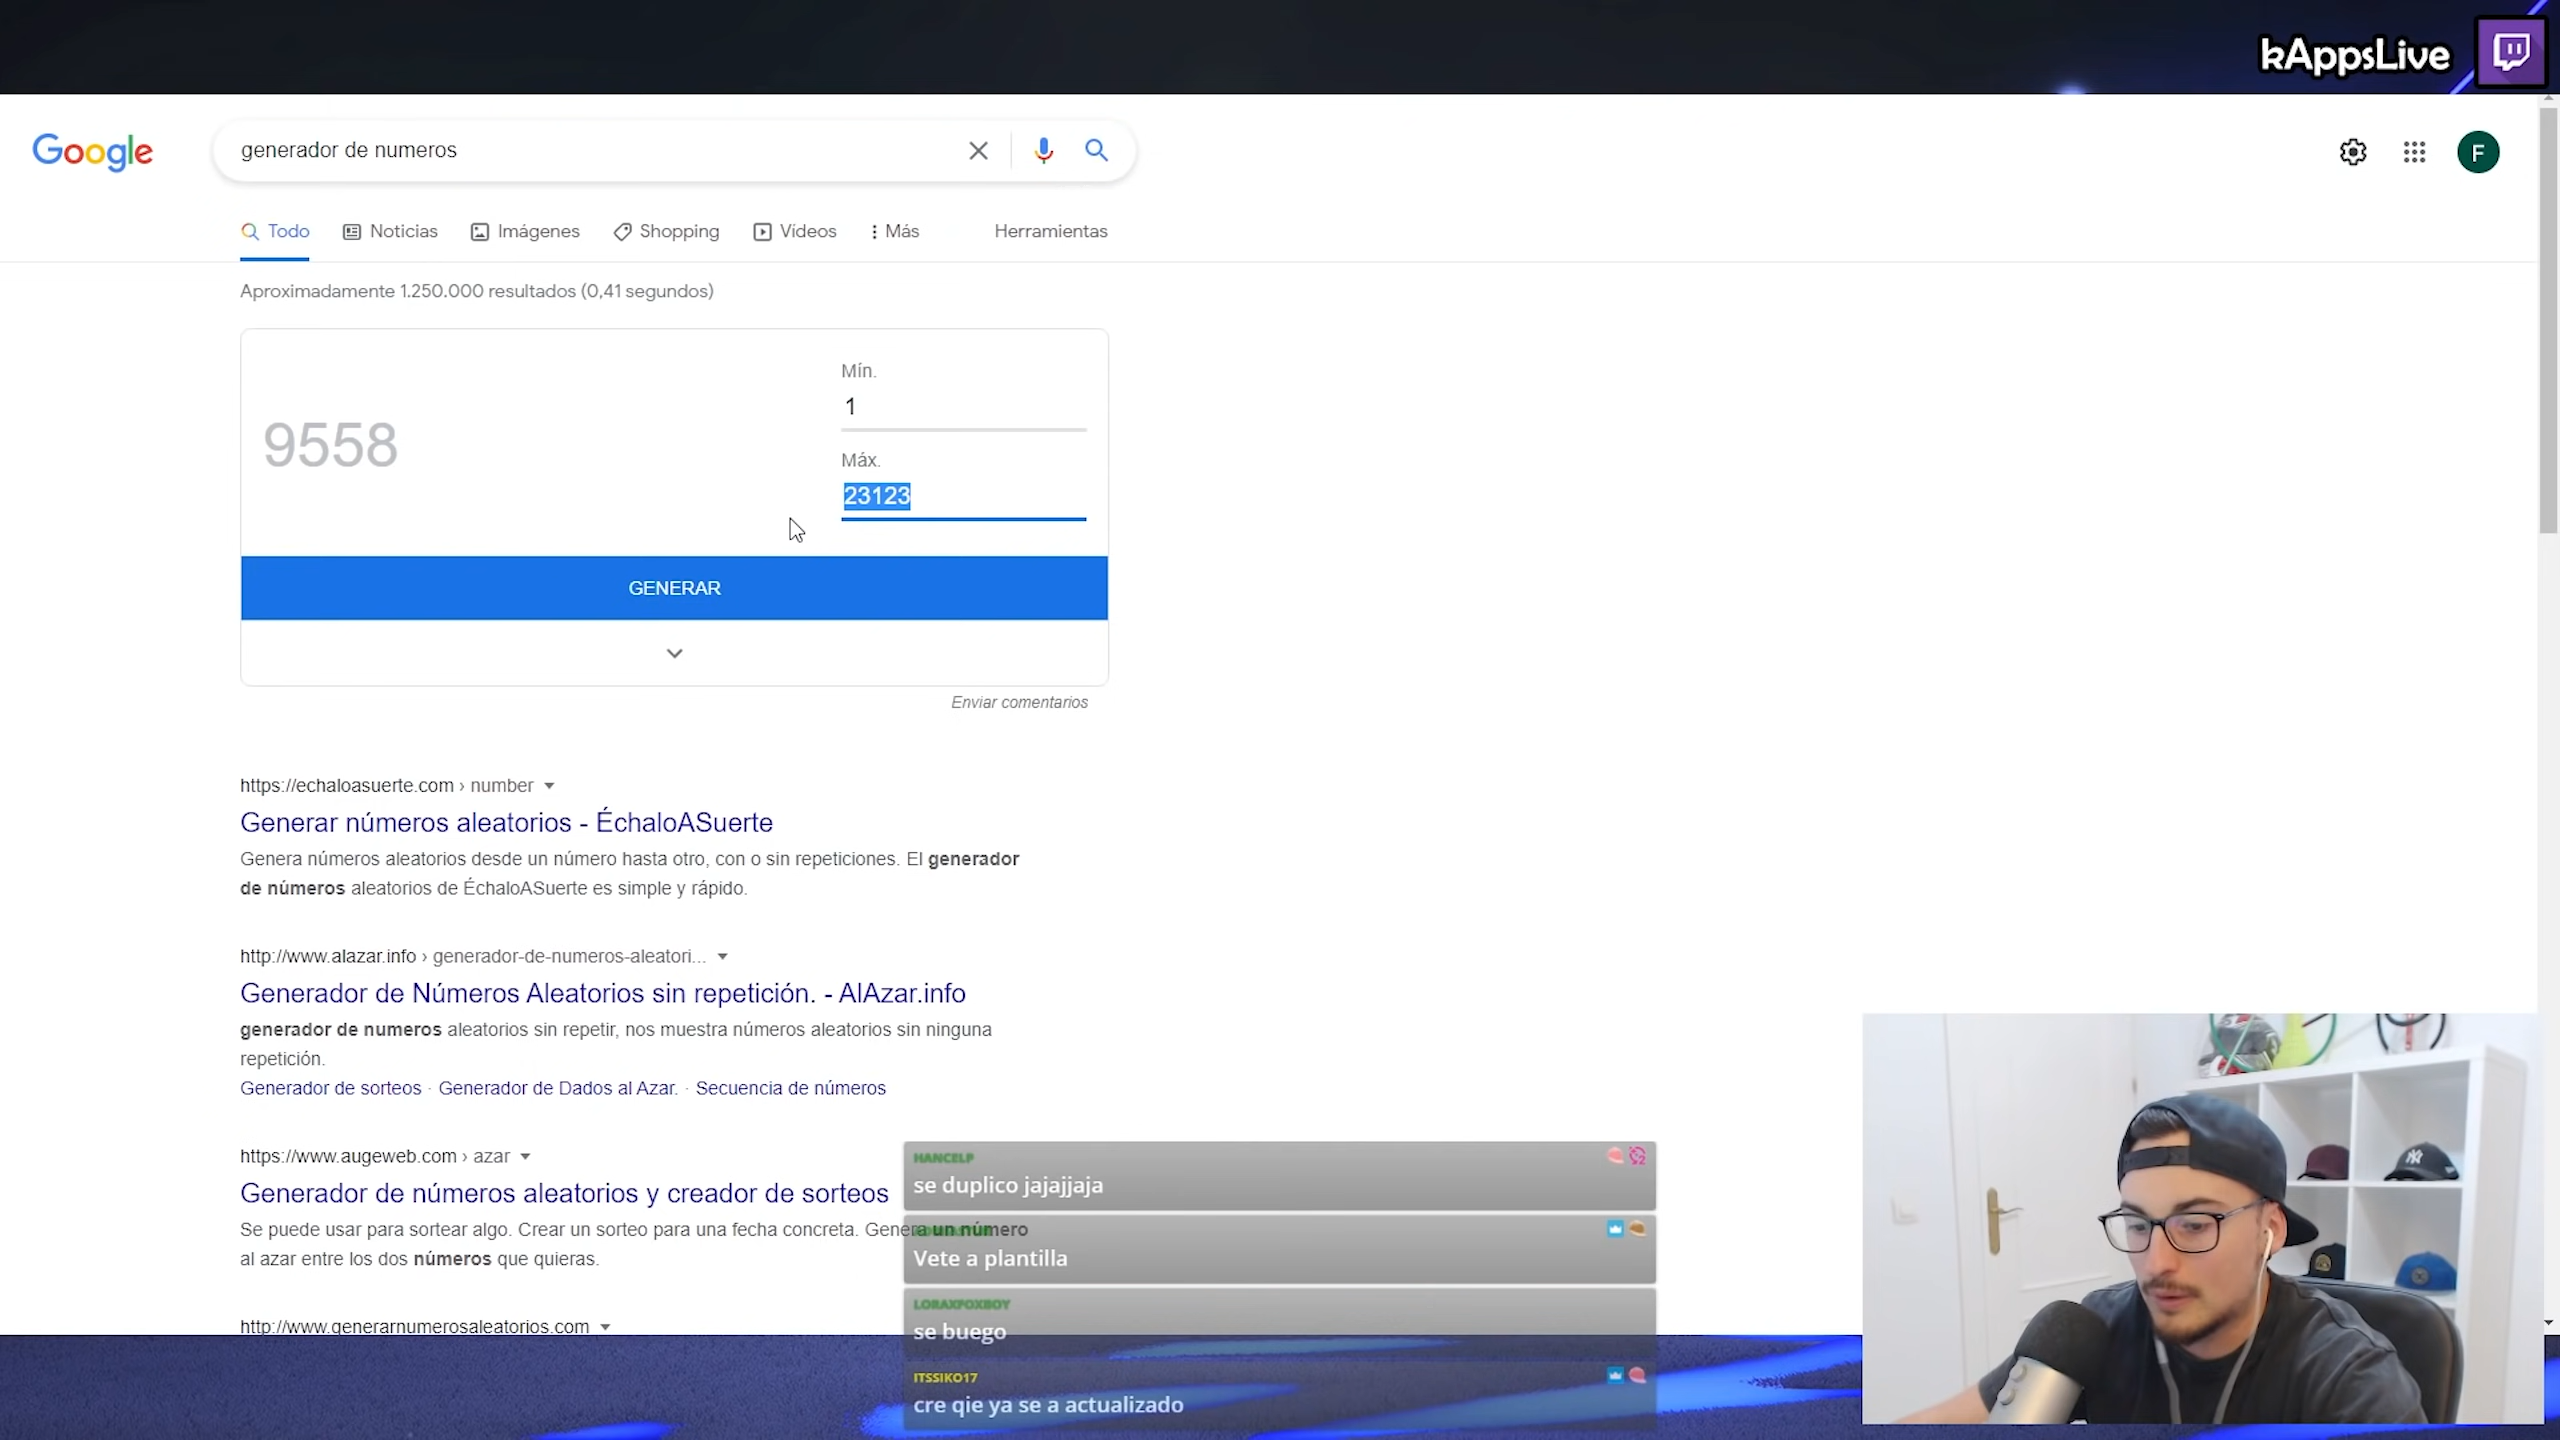 kAppsLive
Google
generador de numeros
F
Todo
Noticias
Imágenes
Shopping
Vídeos
Más
Herramientas
Aproximadamente 1.250.000 resultados (0,41 segundos)
Mín.
1
9558
Máx.
23123
GENERAR
Enviar comentarios
https://echaloasuerte.com › number
Generar números aleatorios - ÉchaloASuerte
Genera números aleatorios desde un número hasta otro, con o sin repeticiones. El generador
de números aleatorios de ÉchaloASuerte es simple y rápido.
http://www.alazar.info › generador-de-numeros-aleatori...
Generador de Números Aleatorios sin repetición. - AlAzar.info
generador de numeros aleatorios sin repetir, nos muestra números aleatorios sin ninguna
repetición.
Generador de sorteos · Generador de Dados al Azar. · Secuencia de números
https://www.augeweb.com › azar
Generador de números aleatorios y creador de sorteos
Se puede usar para sortear algo. Crear un sorteo para una fecha concreta. Genera un número
al azar entre los dos números que quieras.
http://www.generarnumerosaleatorios.com
HANCELP
se duplico jajajjaja
Vete a plantilla
LORAXFOXBOY
se buego
ITSSIKO17
cre qie ya se a actualizado